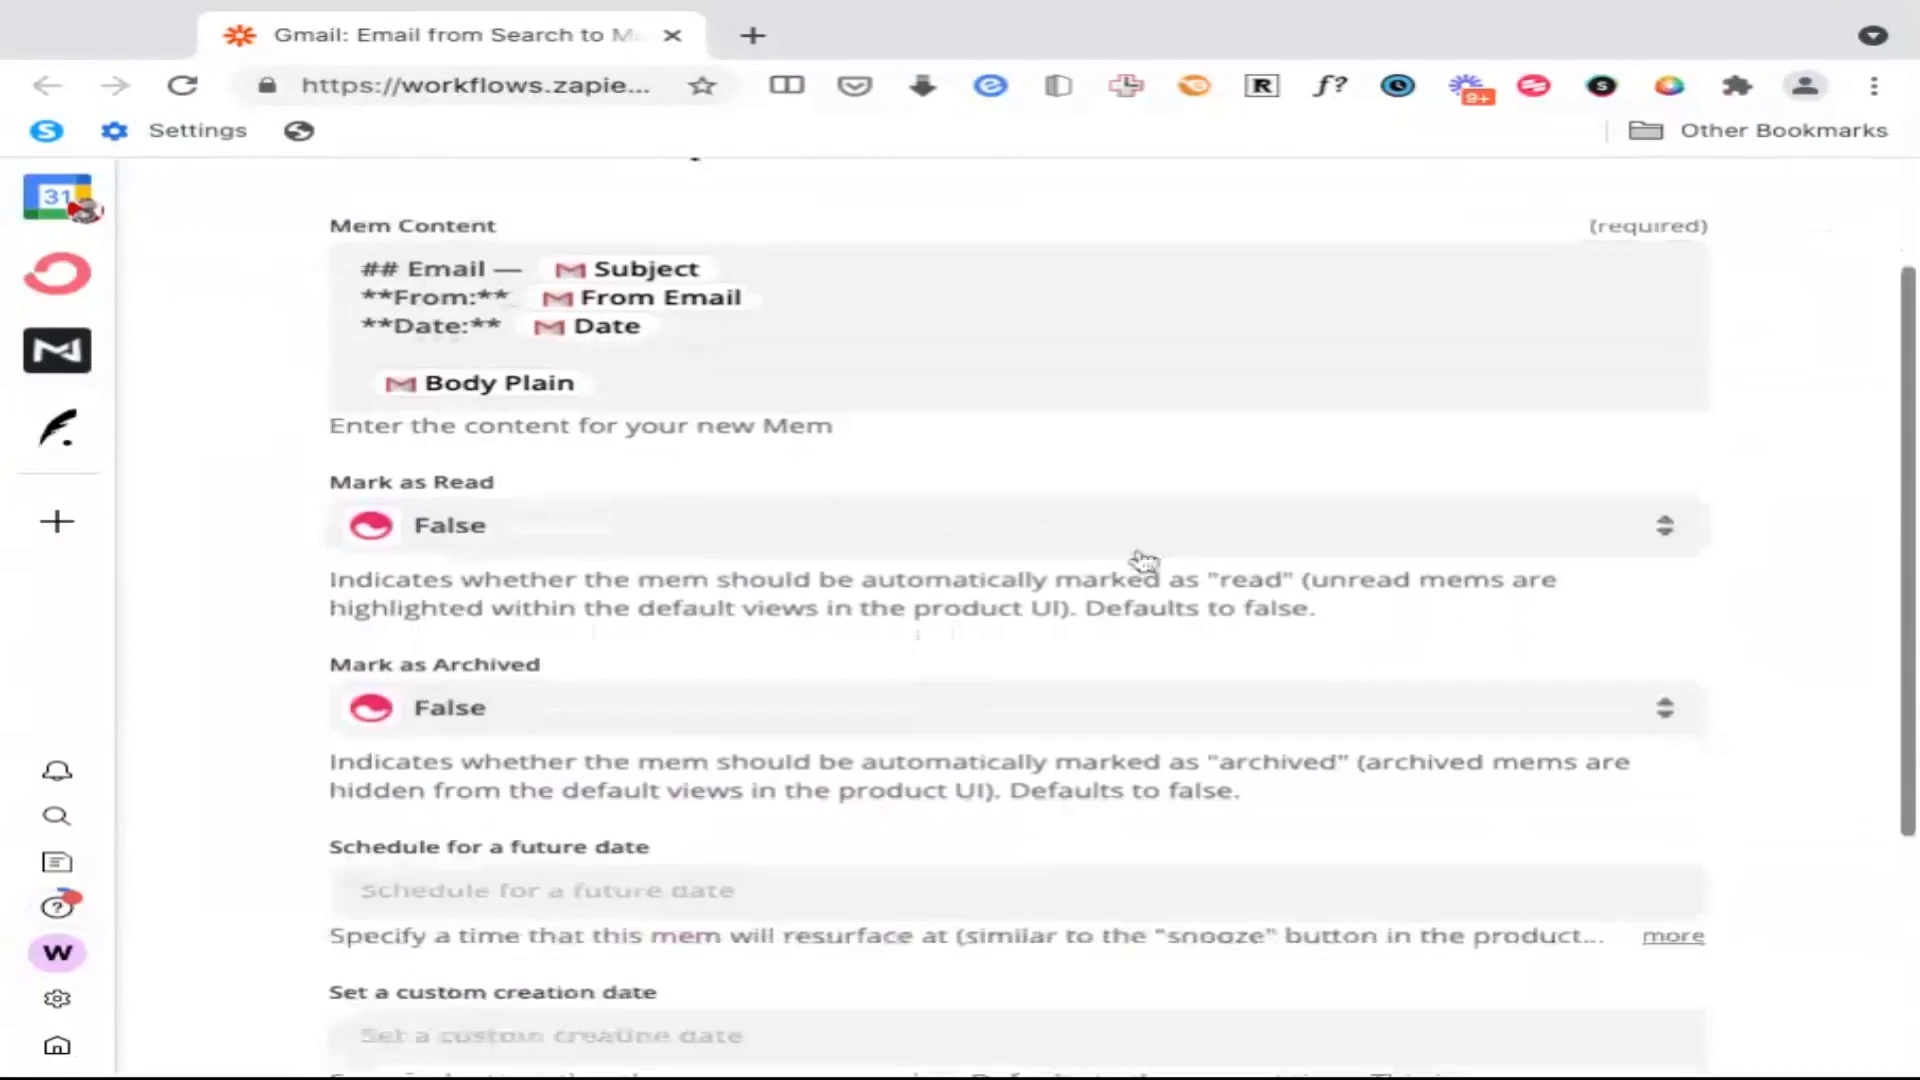 Gmail: Email from Search to M
https://workflows.zapie...
R
f?
9+
S
S
Settings
Other Bookmarks
31
Mem Content
(required)
## Email — Subject
**From:** From Email
**Date:** Date
Body Plain
Enter the content for your new Mem
Mark as Read
False
Indicates whether the mem should be automatically marked as "read" (unread mems are
highlighted within the default views in the product UI). Defaults to false.
Mark as Archived
False
Indicates whether the mem should be automatically marked as "archived" (archived mems are
hidden from the default views in the product UI). Defaults to false.
Schedule for a future date
Schedule for a future date
Specify a time that this mem will resurface at (similar to the "snooze" button in the product... more
Set a custom creation date
Set a custom creation date
W